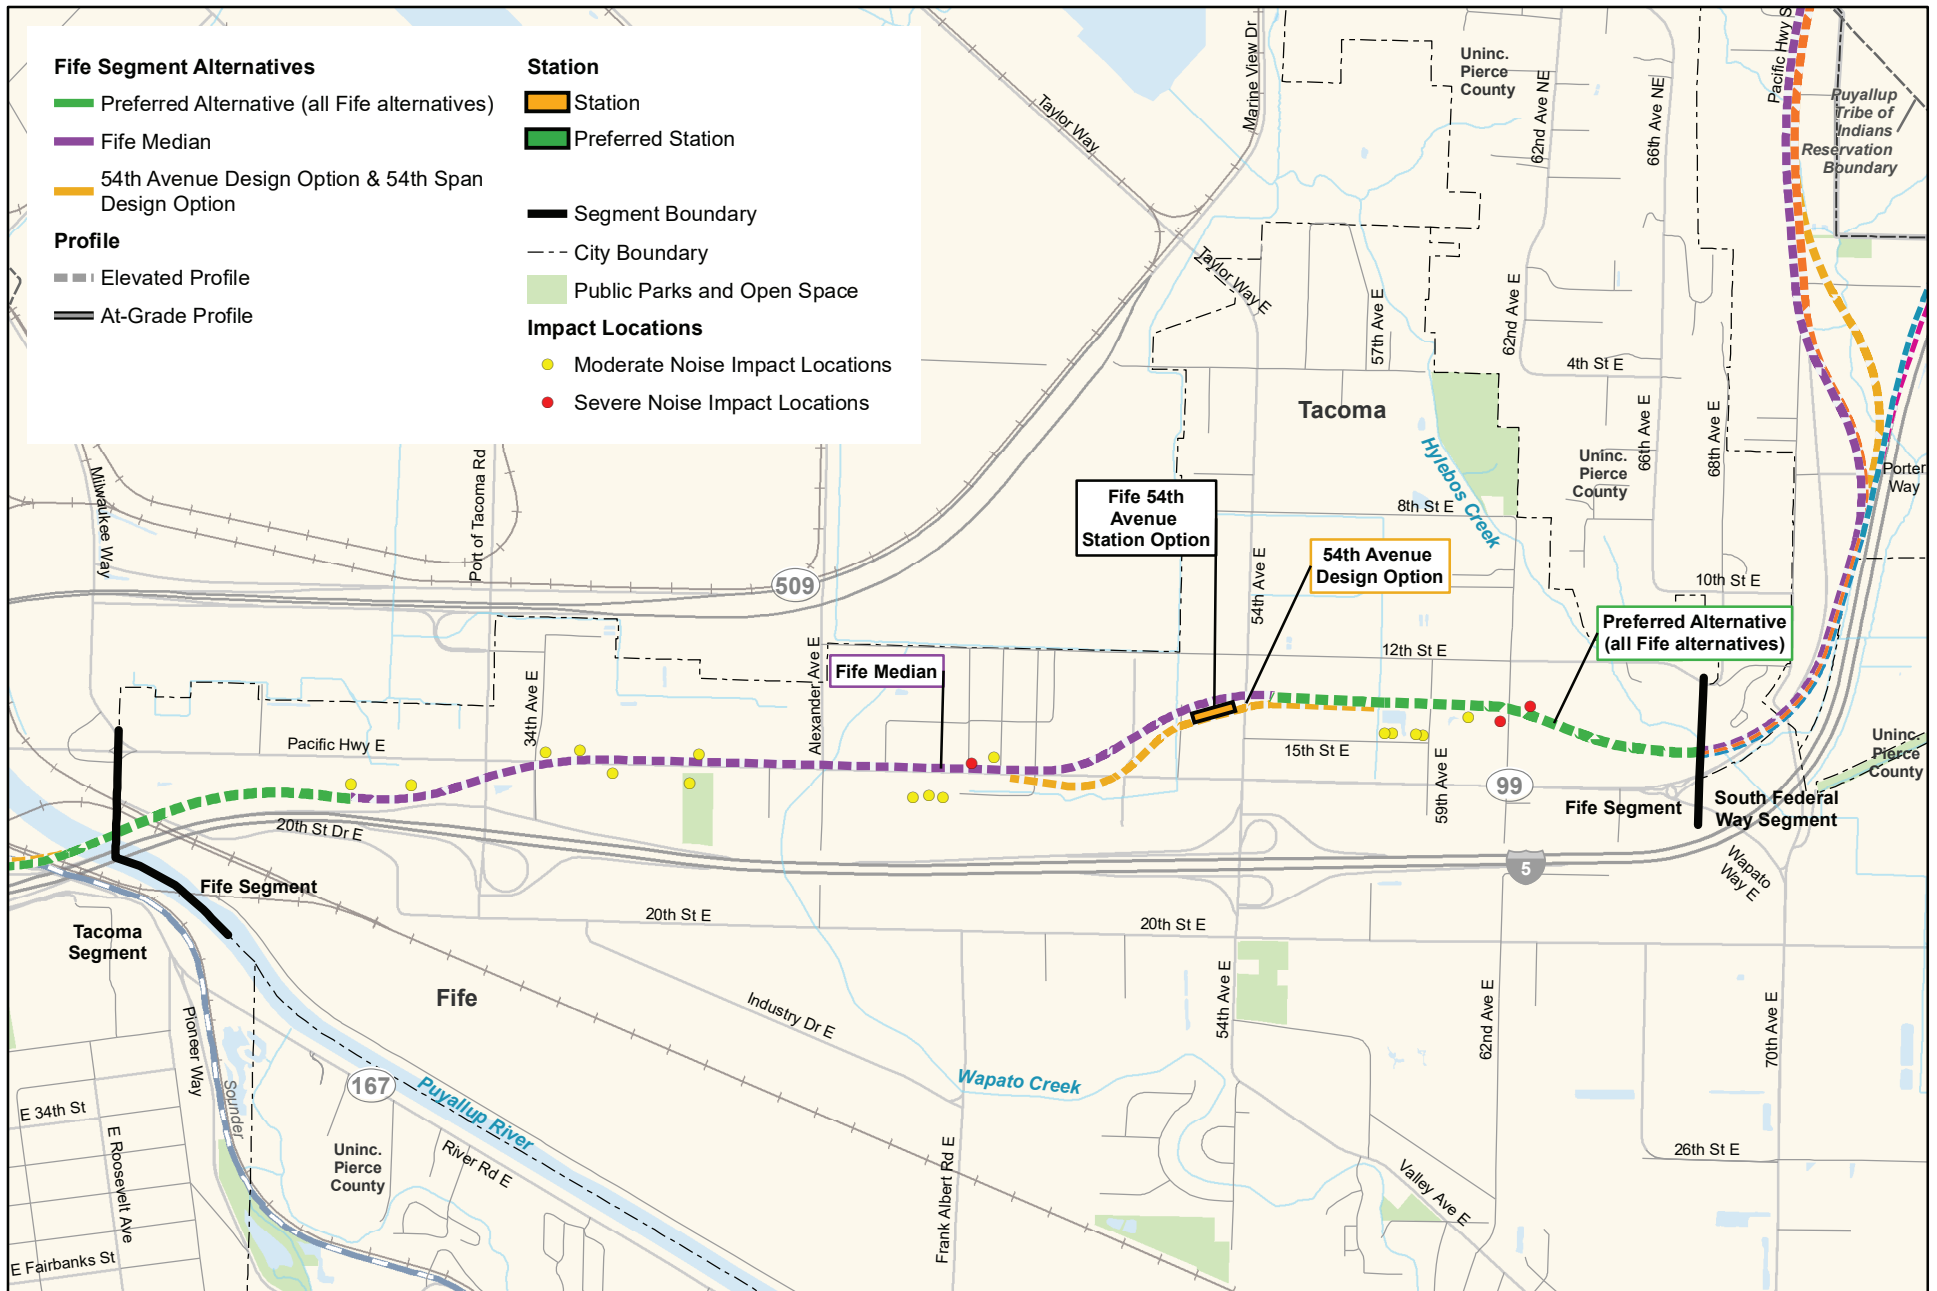 Fife Segment Alternatives
Preferred Alternative (all Fife alternatives)
Fife Median
54th Avenue Design Option & 54th Span
Design Option
Profile
Elevated Profile
At-Grade Profile
Station
Station
Preferred Station
Segment Boundary
City Boundary
Public Parks and Open Space
Impact Locations
Moderate Noise Impact Locations
Severe Noise Impact Locations
Taylor Way
Marine View Dr
Uninc.
Pierce
County
62nd Ave NE
66th Ave NE
Pacific Hwy S
Puyallup
Tribe of
Indians
Reservation
Boundary
Taylor Way E
57th Ave E
62nd Ave E
4th St E
Tacoma
66th Ave E
68th Ave E
Hylebos Creek
Uninc.
Pierce
County
Porter
Way
Milwaukee Way
Port of Tacoma Rd
Fife 54th
Avenue
Station Option
8th St E
54th Ave E
54th Avenue
Design Option
10th St E
509
Preferred Alternative
(all Fife alternatives)
12th St E
Alexander Ave E
Fife Median
34th Ave E
Pacific Hwy E
15th St E
59th Ave E
99
Uninc.
Pierce
County
Fife Segment
South Federal
Way Segment
20th St Dr E
5
Wapato
Way E
Fife Segment
20th St E
20th St E
Tacoma
Segment
Fife
Industry Dr E
54th Ave E
62nd Ave E
70th Ave E
Pioneer Way
Sounder
167
Puyallup River
Wapato Creek
E 34th St
E Roosevelt Ave
Uninc.
Pierce
County
River Rd E
Frank Albert Rd E
Valley Ave E
26th St E
E Fairbanks St